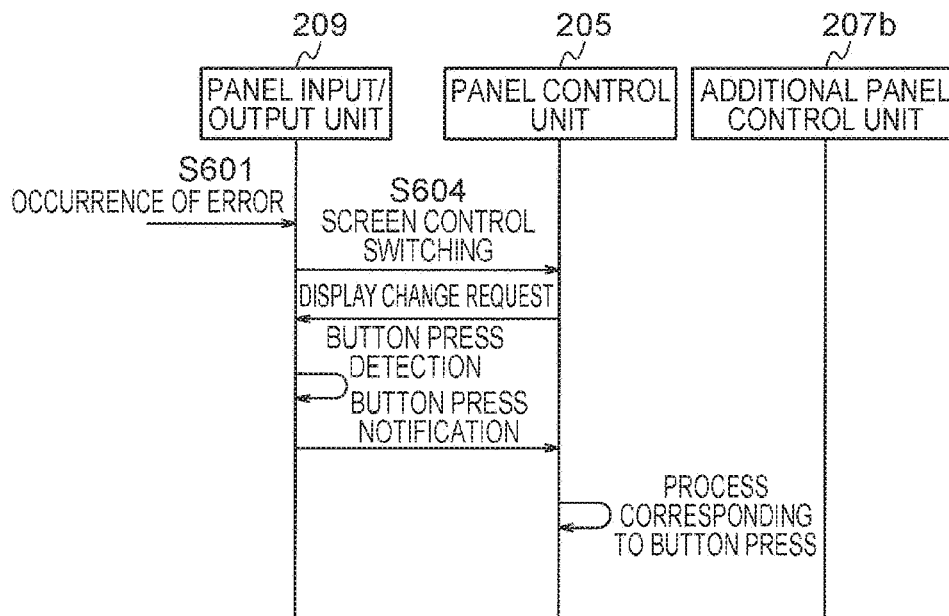 209
205
207b
PANEL INPUT/
OUTPUT UNIT
PANEL CONTROL
UNIT
ADDITIONAL PANEL
CONTROL UNIT
S601
OCCURRENCE OF ERROR
S604
SCREEN CONTROL
SWITCHING
DISPLAY CHANGE REQUEST
BUTTON PRESS
DETECTION
BUTTON PRESS
NOTIFICATION
PROCESS
CORRESPONDING
TO BUTTON PRESS